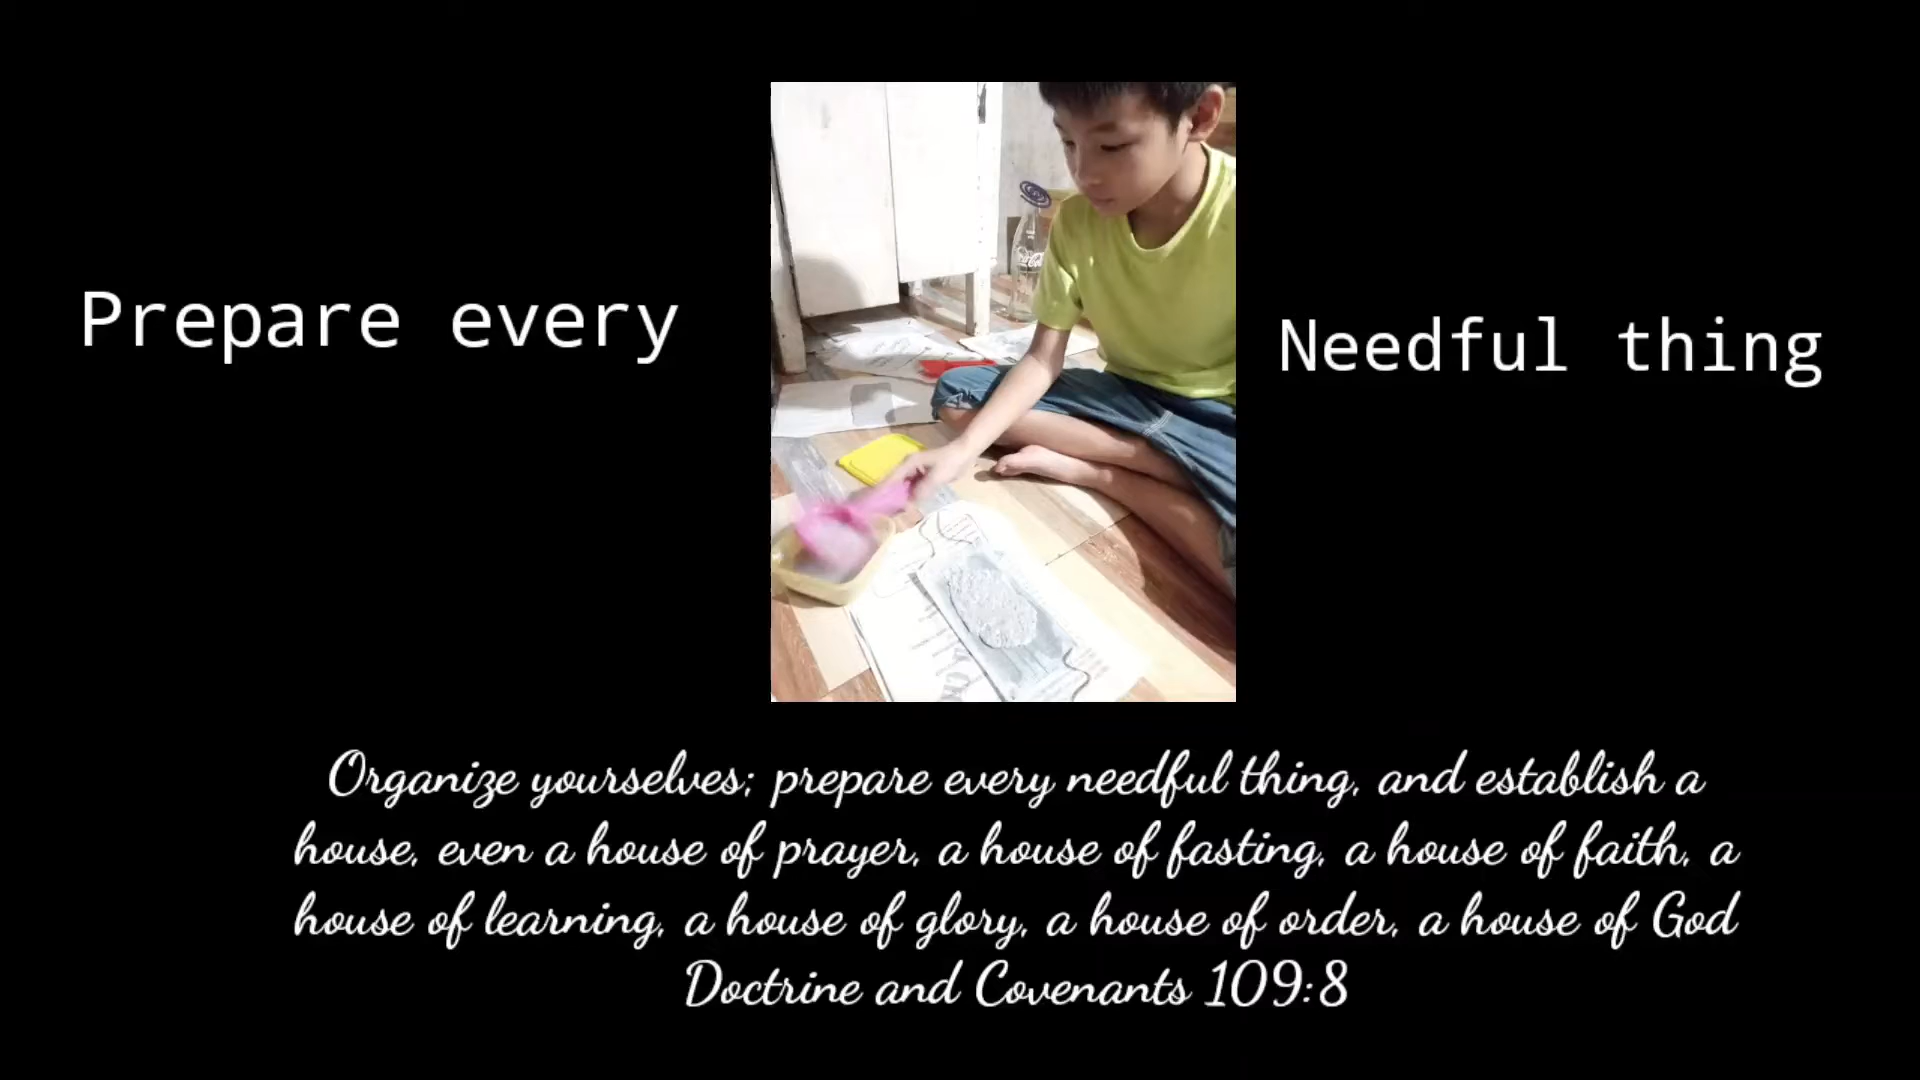 Prepare every
Needful thing
Organize yourselves; prepare every needful thing, and establish a
house, even a house of prayer, a house of fasting, a house of faith, a
house of learning, a house of glory, a house of order, a house of God
Doctrine and Covenants 109:8